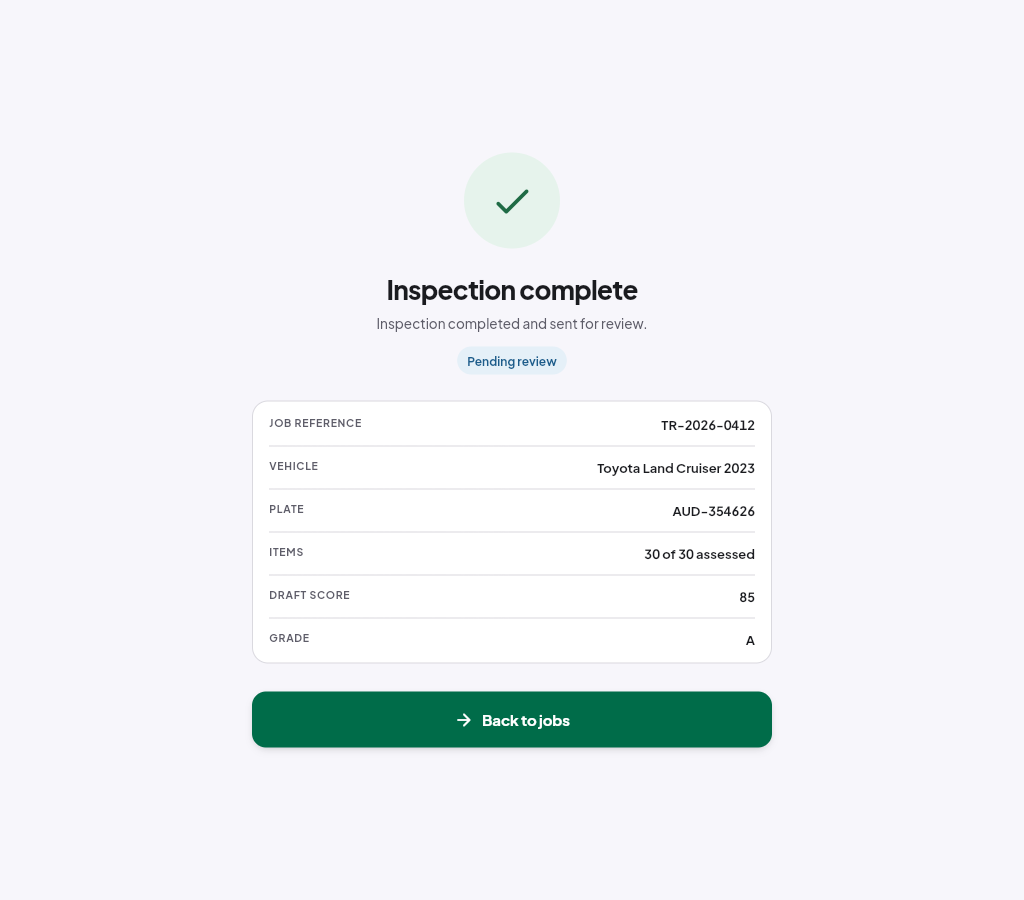 Inspection complete
Inspection completed and sent for review.
Pending review
JOB REFERENCE TR-2026-0412
VEHICLE Toyota Land Cruiser 2023
PLATE AUD-354626
ITEMS 30 of 30 assessed
DRAFT SCORE 85
GRADE A
Back to jobs